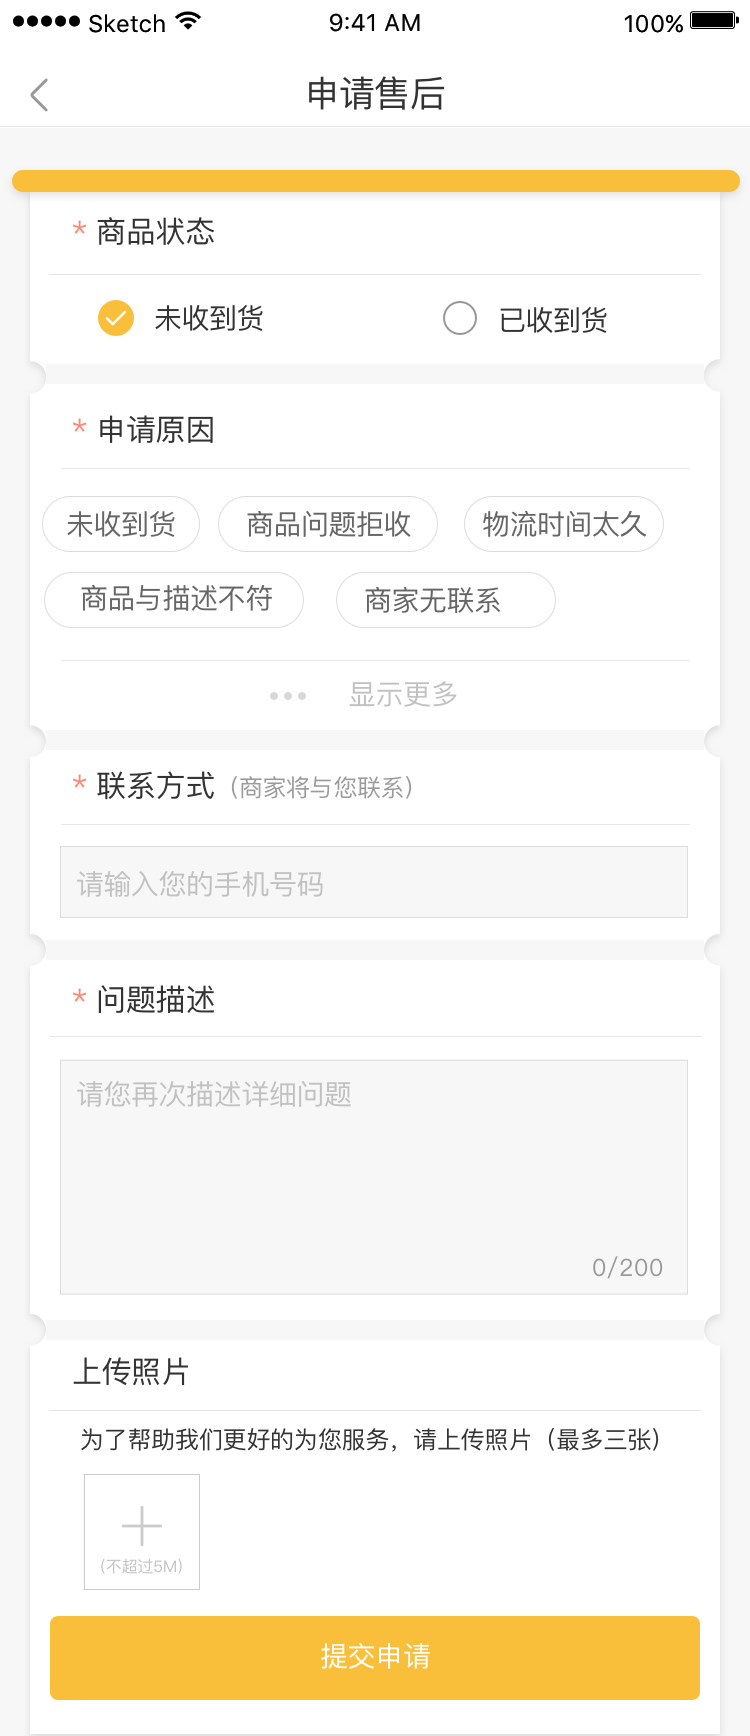 Sketch 9:41 AM 100%
申请售后
* 商品状态
未收到货 已收到货
* 申请原因
未收到货 商品问题拒收 物流时间太久
商品与描述不符 商家无联系
••• 显示更多
* 联系方式（商家将与您联系）
请输入您的手机号码
* 问题描述
请您再次描述详细问题
0/200
上传照片
为了帮助我们更好的为您服务，请上传照片（最多三张）
（不超过5M）
提交申请